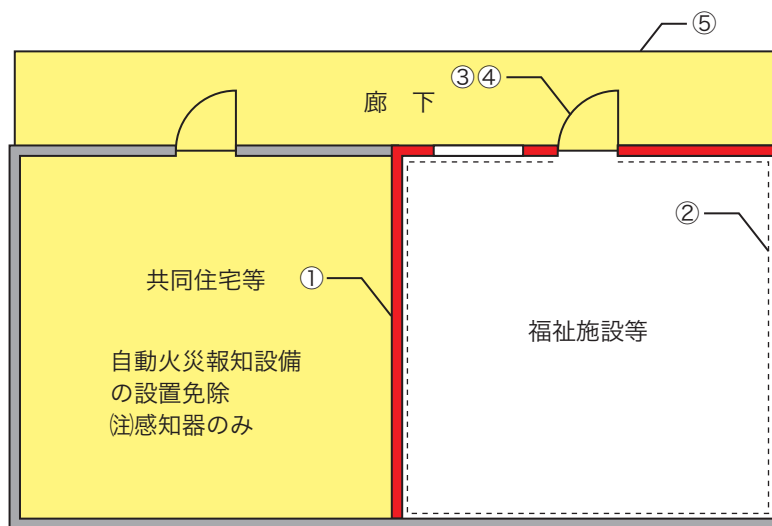 ⑤
③④
廊 下
②
共同住宅等
①
福祉施設等
自動火災報知設備
の設置免除
㊟感知器のみ